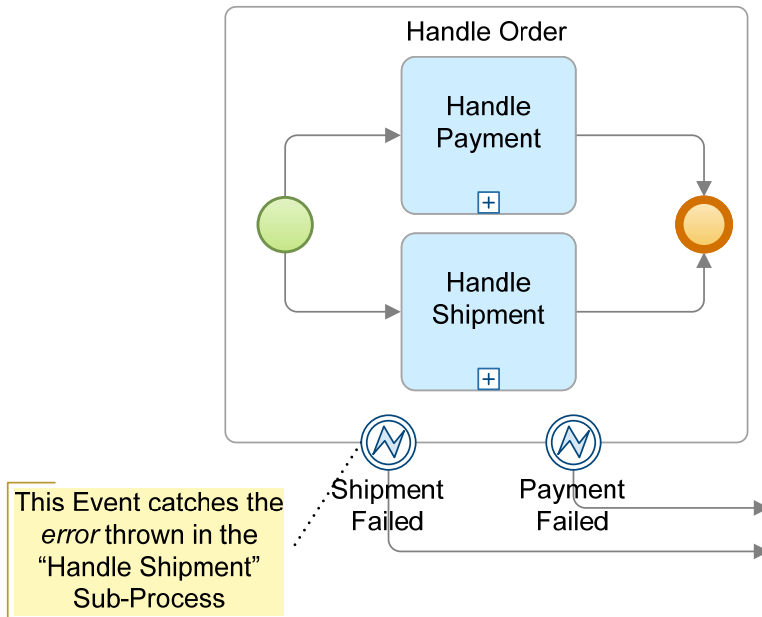 Handle Order
Handle
Payment
Handle
Shipment
Shipment
Failed
Payment
Failed
This Event catches the
error thrown in the
“Handle Shipment”
Sub-Process